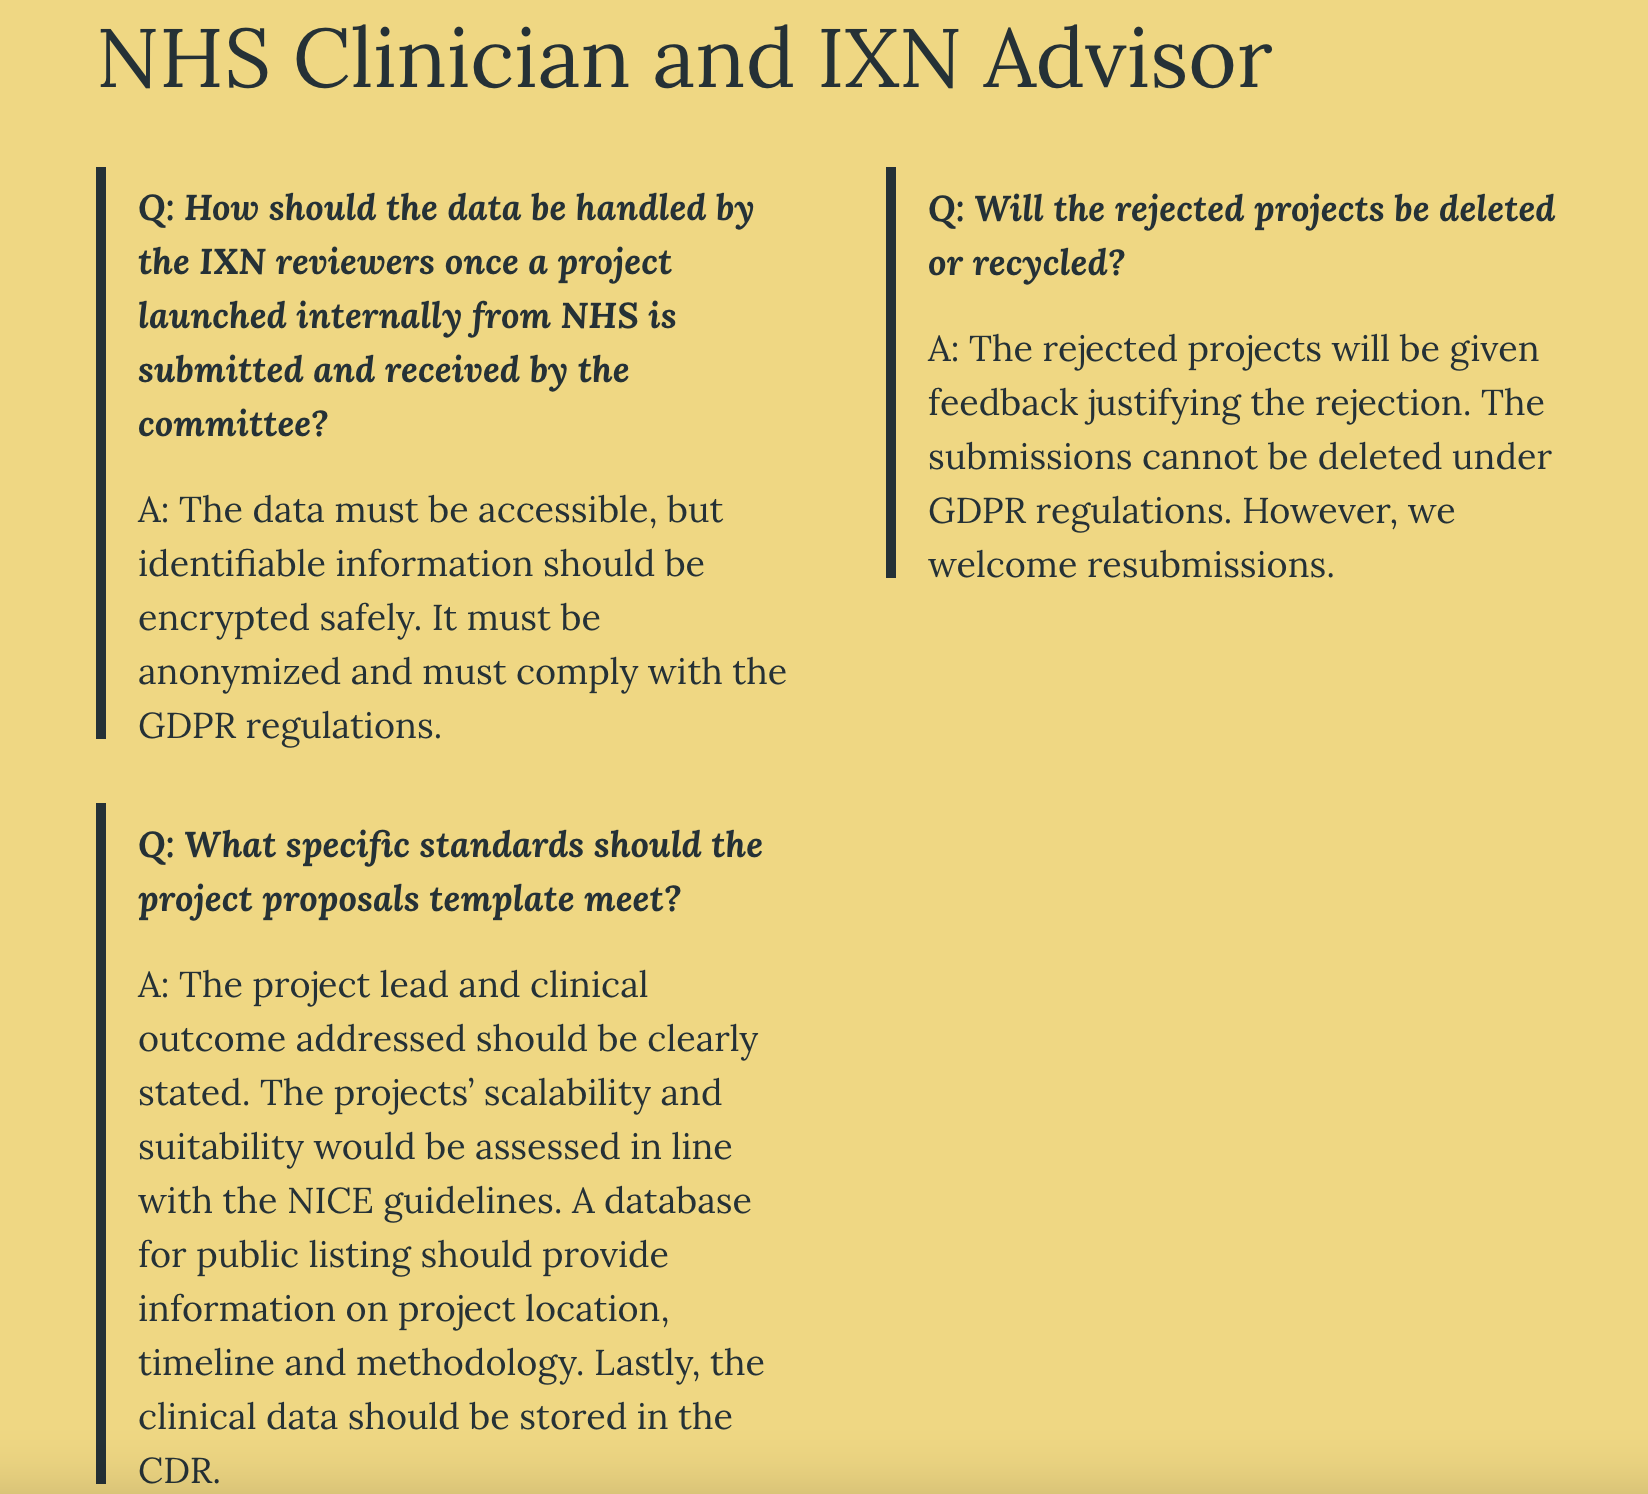 NHS Clinician and IXN Advisor
Q: How should the data be handled by
the IXN reviewers once a project
launched internally from NHS is
submitted and received by the
committee?
A: The data must be accessible, but
identifiable information should be
encrypted safely. It must be
anonymized and must comply with the
GDPR regulations.
Q: What specific standards should the
project proposals template meet?
A: The project lead and clinical
outcome addressed should be clearly
stated. The projects’ scalability and
suitability would be assessed in line
with the NICE guidelines. A database
for public listing should provide
information on project location,
timeline and methodology. Lastly, the
clinical data should be stored in the
CDR.
Q: Will the rejected projects be deleted
or recycled?
A: The rejected projects will be given
feedback justifying the rejection. The
submissions cannot be deleted under
GDPR regulations. However, we
welcome resubmissions.